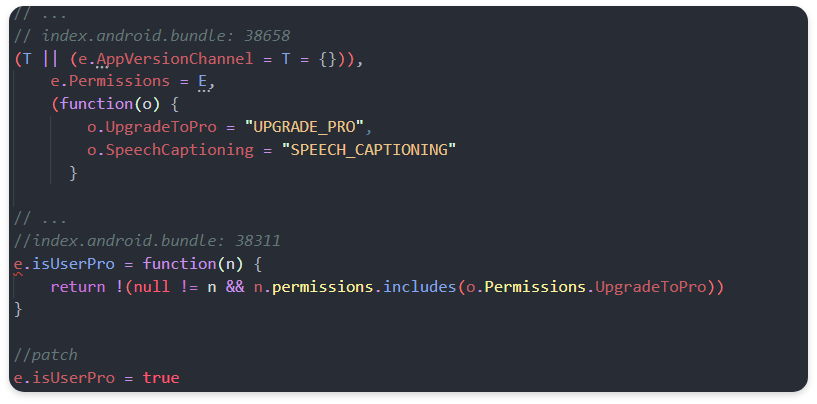 // ...
// index.android.bundle: 38658
(T || (e.AppVersionChannel = T = {})),
e.Permissions = E,
(function(o) {
o.UpgradeToPro = "UPGRADE_PRO",
o.SpeechCaptioning = "SPEECH_CAPTIONING"
}
// ...
//index.android.bundle: 38311
e.isUserPro = function(n) {
return !(null != n && n.permissions.includes(o.Permissions.UpgradeToPro))
}
//patch
e.isUserPro = true